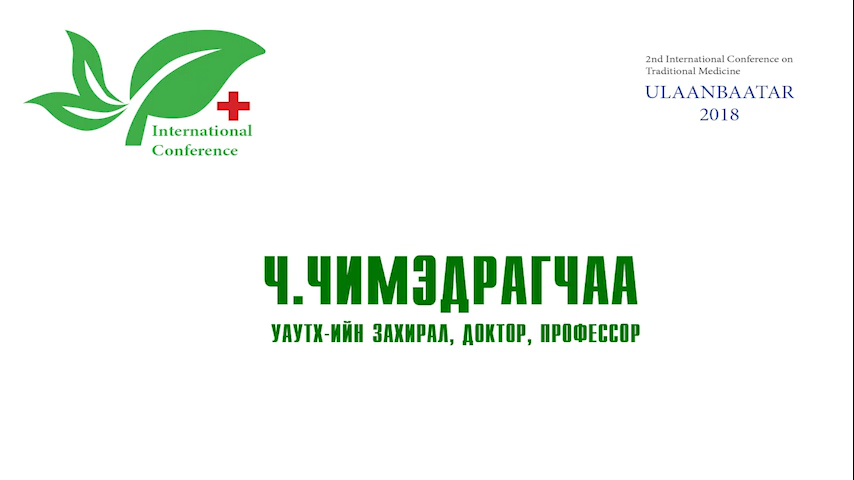 International
Conference
2nd International Conference on
Traditional Medicine
ULAANBAATAR
2018
Ч.ЧИМЭДРАГЧАА
УАУТХ-ИЙН ЗАХИРАЛ, ДОКТОР, ПРОФЕССОР